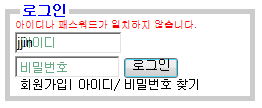 로그인
아이디나 패스워드가 일치하지 않습니다.
jjin아이디
비밀번호 로그인
회원가입| 아이디/ 비밀번호 찾기